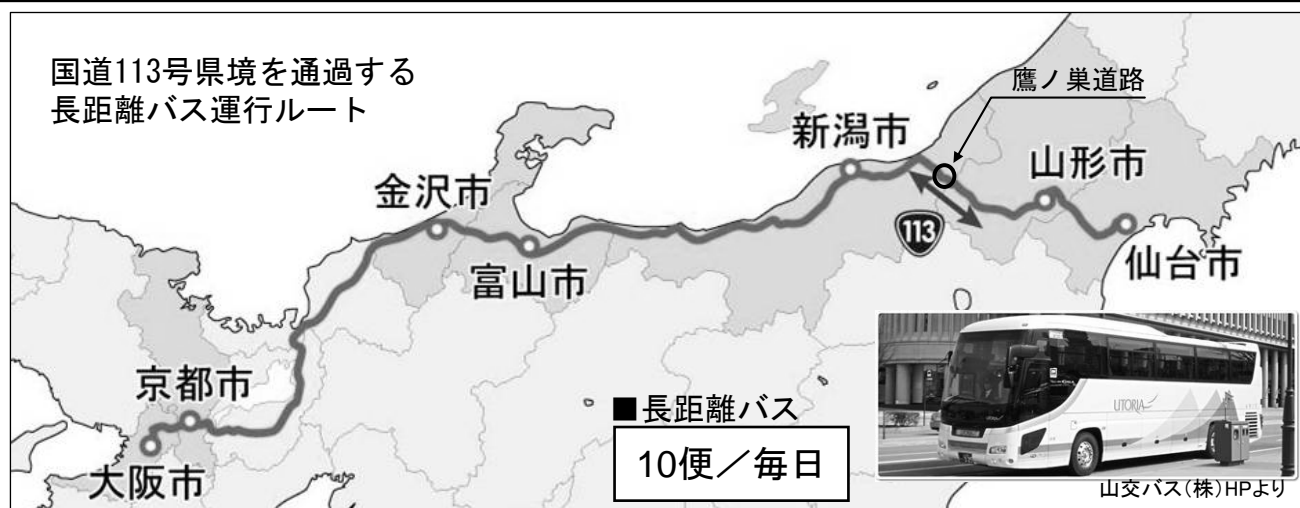 国道113号県境を通過する
長距離バス運行ルート
鷹ノ巣道路
新潟市
山形市
金沢市
113
富山市
仙台市
京都市
大阪市
■長距離バス
10便／毎日
UTORIA
山交バス(株)HPより